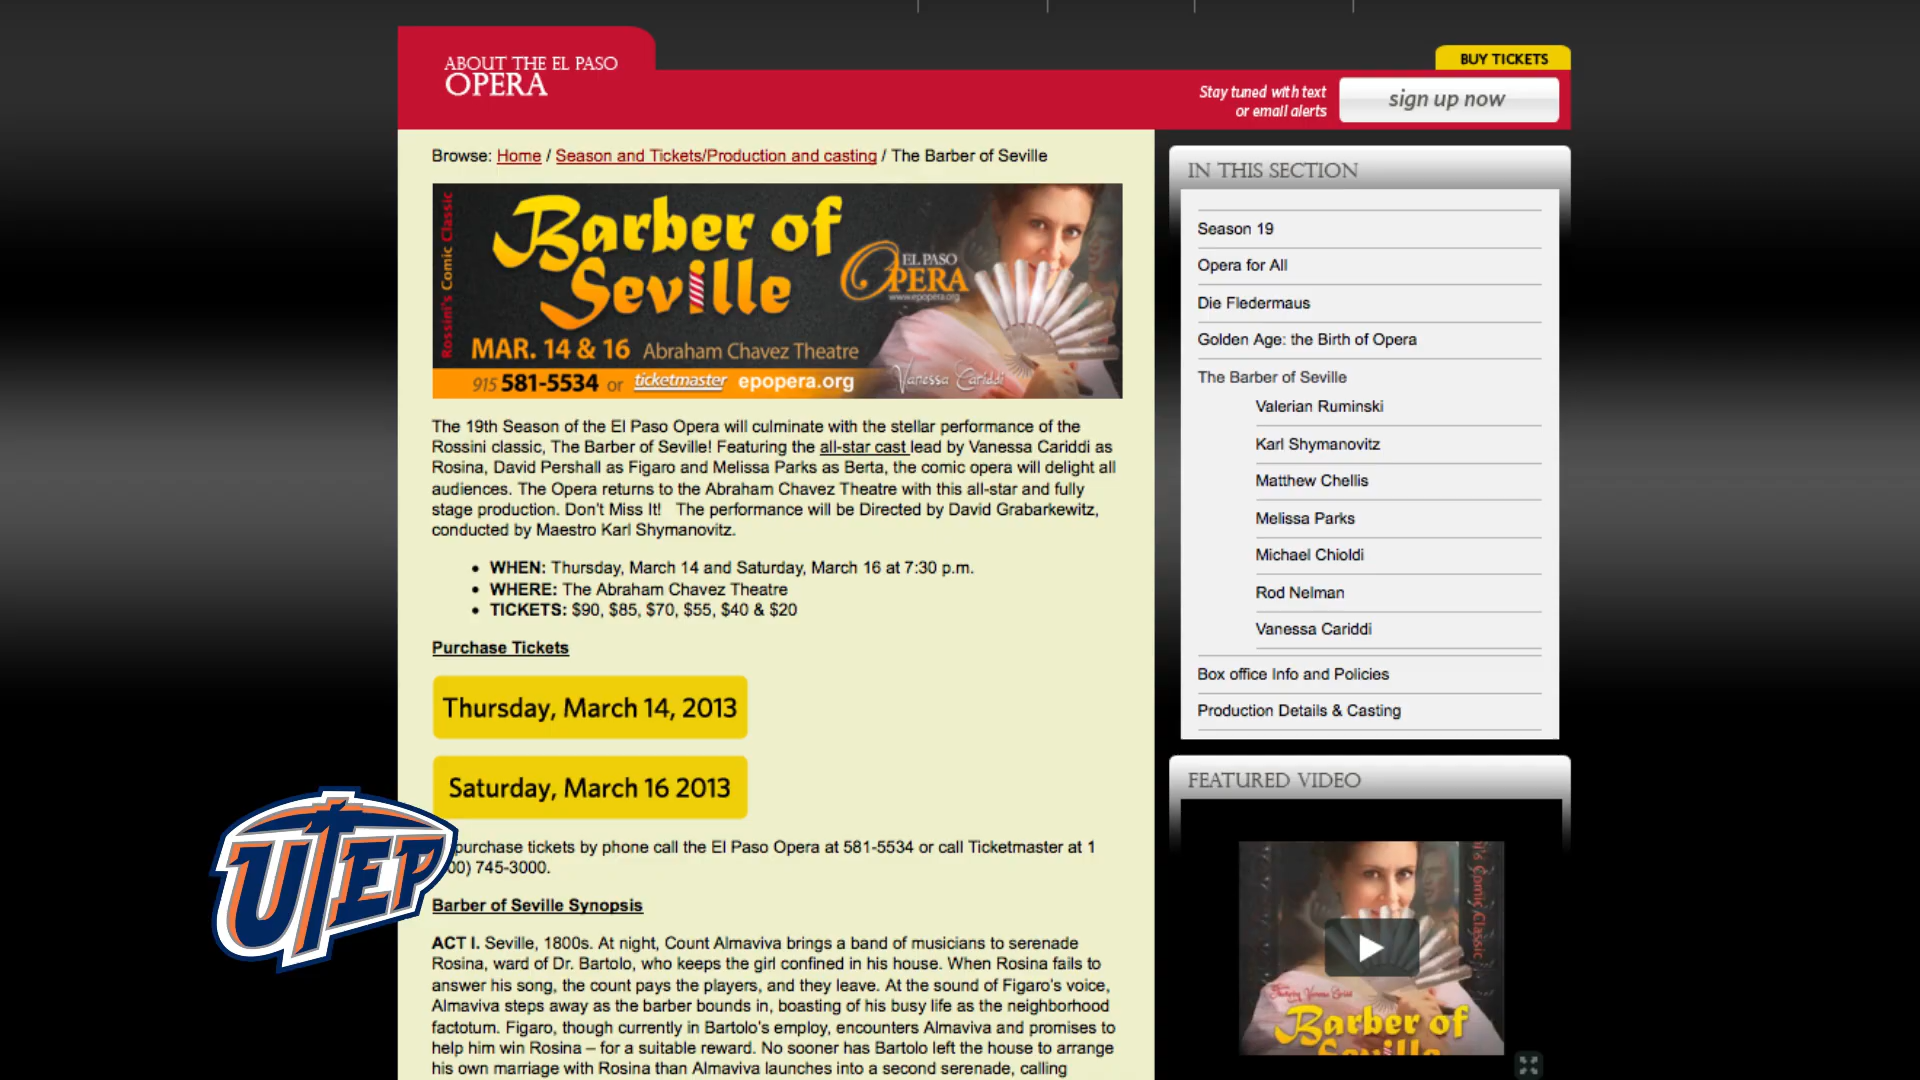 ABOUT THE EL PASO
OPERA
BUY TICKETS
Stay tuned with text
or email alerts
sign up now
Browse: Home / Season and Tickets/Production and casting / The Barber of Seville
Rossini's Comic Classic
Barber of
Seville
EL PASO
OPERA
www.epopera.org
MAR. 14 & 16 Abraham Chavez Theatre
915 581-5534 or ticketmaster epopera.org
Vanessa Cariddi
The 19th Season of the El Paso Opera will culminate with the stellar performance of the
Rossini classic, The Barber of Seville! Featuring the all-star cast lead by Vanessa Cariddi as
Rosina, David Pershall as Figaro and Melissa Parks as Berta, the comic opera will delight all
audiences. The Opera returns to the Abraham Chavez Theatre with this all-star and fully
stage production. Don't Miss It! The performance will be Directed by David Grabarkewitz,
conducted by Maestro Karl Shymanovitz.
• WHEN: Thursday, March 14 and Saturday, March 16 at 7:30 p.m.
• WHERE: The Abraham Chavez Theatre
• TICKETS: $90, $85, $70, $55, $40 & $20
Purchase Tickets
Thursday, March 14, 2013
Saturday, March 16 2013
purchase tickets by phone call the El Paso Opera at 581-5534 or call Ticketmaster at 1
00) 745-3000.
Barber of Seville Synopsis
ACT I. Seville, 1800s. At night, Count Almaviva brings a band of musicians to serenade
Rosina, ward of Dr. Bartolo, who keeps the girl confined in his house. When Rosina fails to
answer his song, the count pays the players, and they leave. At the sound of Figaro's voice,
Almaviva steps away as the barber bounds in, boasting of his busy life as the neighborhood
factotum. Figaro, though currently in Bartolo's employ, encounters Almaviva and promises to
help him win Rosina – for a suitable reward. No sooner has Bartolo left the house to arrange
his own marriage with Rosina than Almaviva launches into a second serenade, calling
UTEP
IN THIS SECTION
Season 19
Opera for All
Die Fledermaus
Golden Age: the Birth of Opera
The Barber of Seville
Valerian Ruminski
Karl Shymanovitz
Matthew Chellis
Melissa Parks
Michael Chioldi
Rod Nelman
Vanessa Cariddi
Box office Info and Policies
Production Details & Casting
FEATURED VIDEO
's Comic Classic
Featuring Vanessa Cariddi
Barber of
Seville